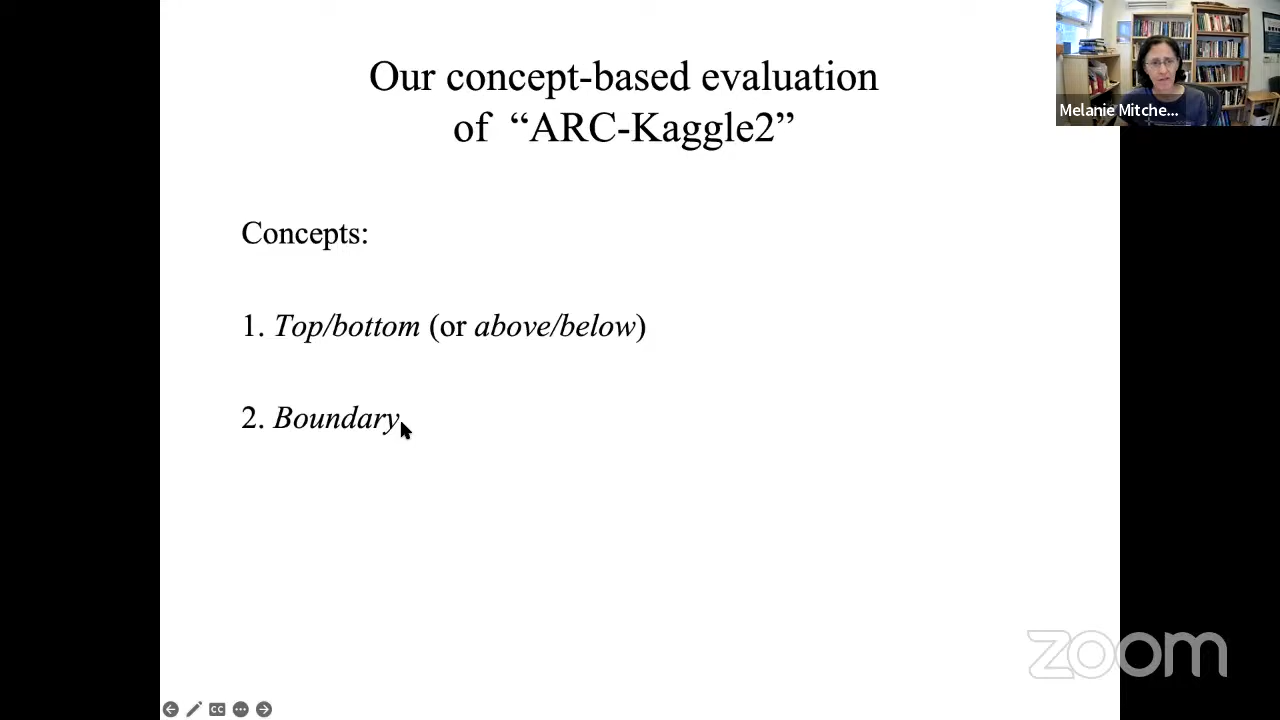 Our concept-based evaluation
of “ARC-Kaggle2”
Melanie Mitche...
Concepts:
1. Top/bottom (or above/below)
2. Boundary
zoom
CC